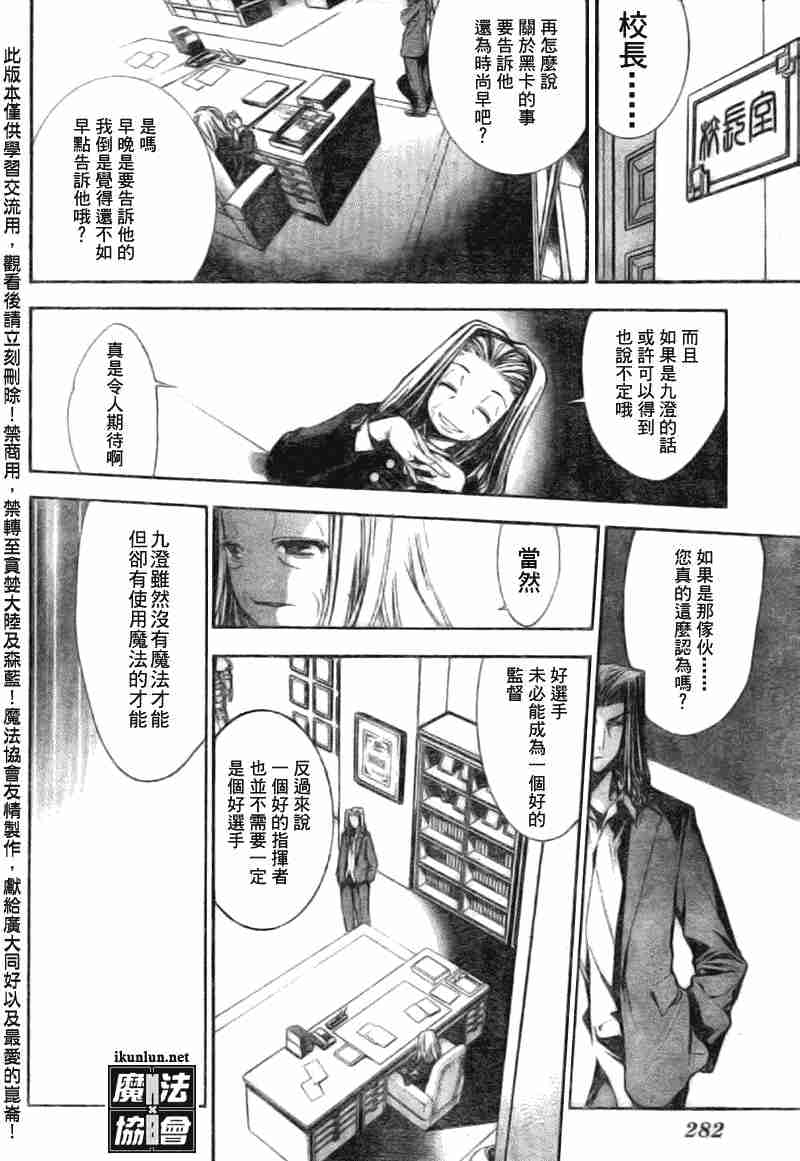 校長……
校長室
再怎麼說
關於黑卡的事
要告訴他
還為時尚早吧？
是嗎
早晚是要告訴他的
我倒是覺得還不如
早點告訴他哦？
而且
如果是九澄的話
或許可以得到
也說不定哦
真是令人期待啊
如果是那傢伙……
您真的這麼認為嗎？
當然
九澄雖然沒有魔法才能
但卻有使用魔法的才能
好選手
未必能成為一個好的
監督
反過來說
一個好的指揮者
也並不需要一定
是個好選手
282
此版本僅供學習交流用，觀看後請立刻刪除！禁商用，禁轉至貪婪大陸及森藍！魔法協會友情製作，獻給廣大同好以及最愛的崑崙！
ikunlun.net
魔法
協會